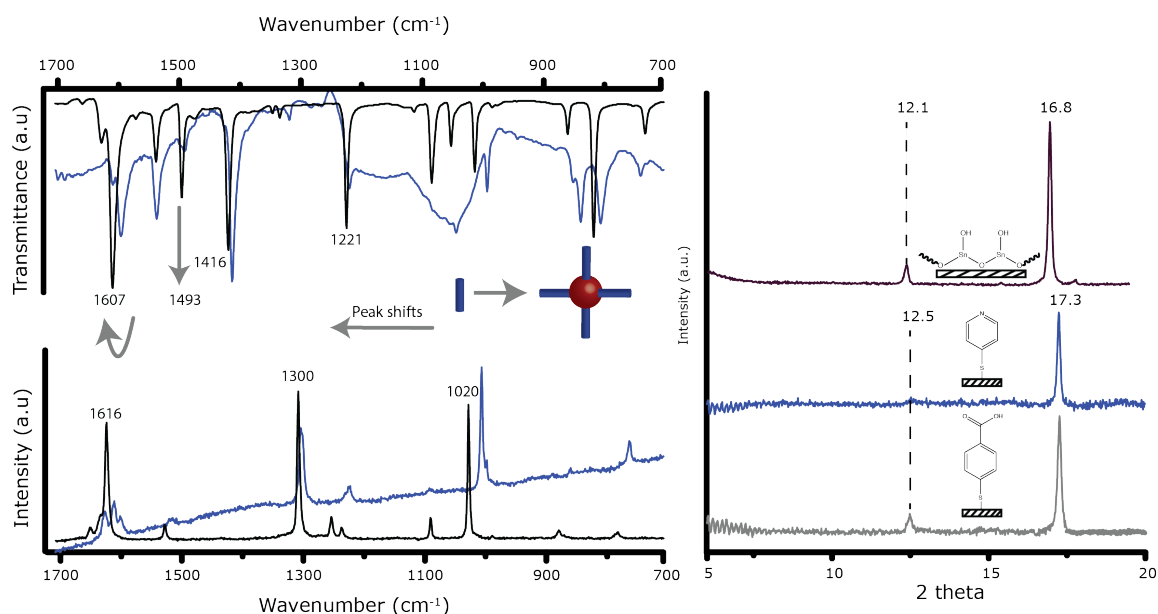 Wavenumber (cm-1)
1700 1500 1300 1100 900 700
Transmittance (a.u)
1416
1221
1607
1493
Peak shifts
Intensity (a.u)
1616
1300
1020
1700 1500 1300 1100 900 700
Wavenumber (cm-1)
Intensity (a.u.)
12.1
16.8
OH OH
Sn Sn
O O O
12.5
17.3
N
S
O OH
S
5 10 15 20
2 theta